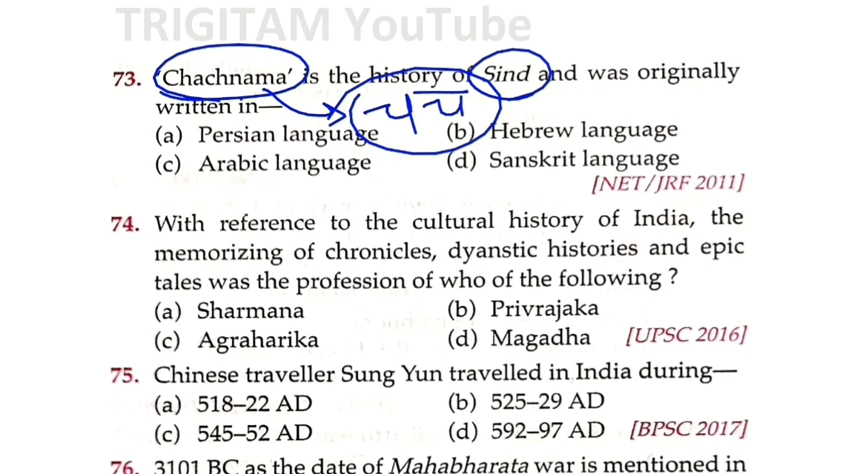 TRIGITAM YouTube
73. 'Chachnama' is the history of Sind and was originally
written in—
चच
(a) Persian language (b) Hebrew language
(c) Arabic language (d) Sanskrit language
[NET/JRF 2011]
74. With reference to the cultural history of India, the
memorizing of chronicles, dyanstic histories and epic
tales was the profession of who of the following ?
(a) Sharmana (b) Privrajaka
(c) Agraharika (d) Magadha [UPSC 2016]
75. Chinese traveller Sung Yun travelled in India during—
(a) 518–22 AD (b) 525–29 AD
(c) 545–52 AD (d) 592–97 AD [BPSC 2017]
76. 3101 BC as the date of Mahabharata war is mentioned in